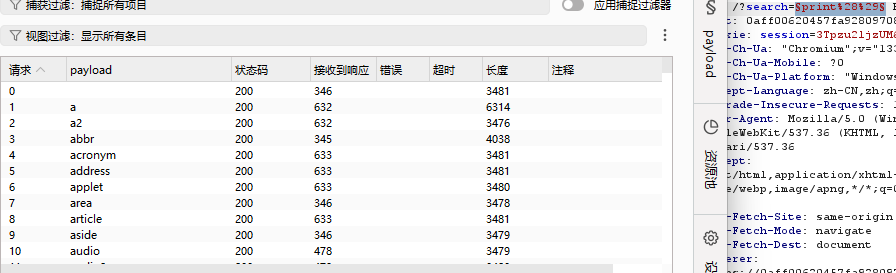 捕获过滤：捕捉所有项目
应用捕捉过滤器
视图过滤：显示所有条目
请求 payload 状态码 接收到响应 错误 超时 长度 注释
0 200 346 3481
1 a 200 632 6314
2 a2 200 632 3476
3 abbr 200 345 4038
4 acronym 200 633 3481
5 address 200 633 3481
6 applet 200 633 3480
7 area 200 346 3478
8 article 200 633 3481
9 aside 200 346 3479
10 audio 200 478 3479
payload
资源池
/?search=§print%28%29§
t: 0aff00620457fa9280970
rie: session=3Tpzu2ljzUM
-Ch-Ua: "Chromium";v="13
-Ch-Ua-Mobile: ?0
-Ch-Ua-Platform: "Windows
ept-Language: zh-CN,zh;q=
rade-Insecure-Requests:
r-Agent: Mozilla/5.0 (Win
leWebKit/537.36 (KHTML,
ari/537.36
ept:
t/html,application/xhtml-
e/webp,image/apng,*/*;q=0
-Fetch-Site: same-origin
-Fetch-Mode: navigate
-Fetch-Dest: document
erer: